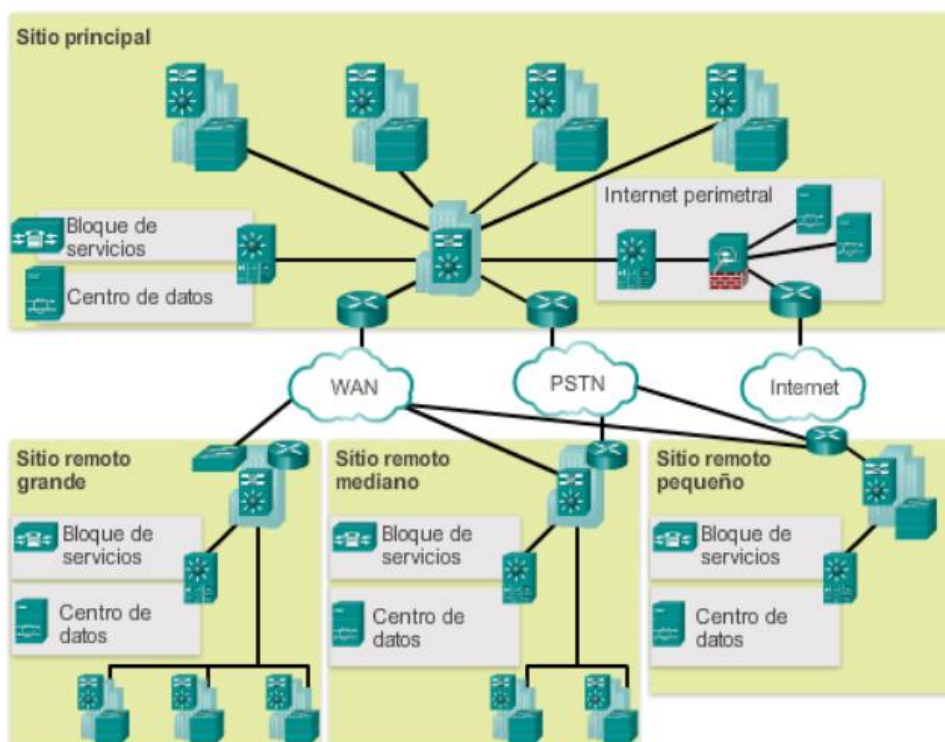 Sitio principal
Internet perimetral
Bloque de
servicios
Centro de datos
WAN
PSTN
Internet
Sitio remoto
grande
Bloque de
servicios
Centro de
datos
Sitio remoto
mediano
Bloque de
servicios
Centro de
datos
Sitio remoto
pequeño
Bloque de
servicios
Centro de
datos